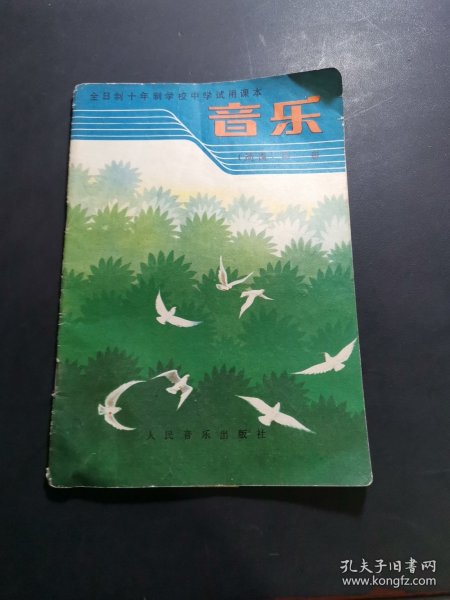 全日制十年制学校中学试用课本
音乐
人民音乐出版社
孔夫子旧书网
www.kongfz.com